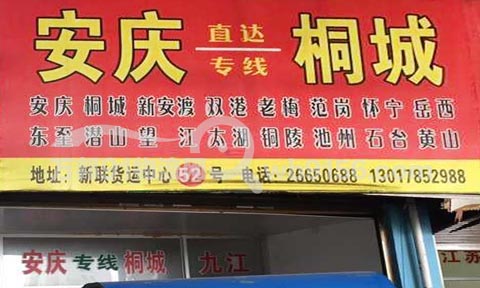 安庆 直达专线 桐城
安庆 桐城 新安渡 双港 老梅 范岗 怀宁 岳西
东至 潜山 望江 太湖 铜陵 池州 石台 黄山
地址：新联货运中心52号 电话：26650688 13017852988
安庆专线桐城 九江
江苏